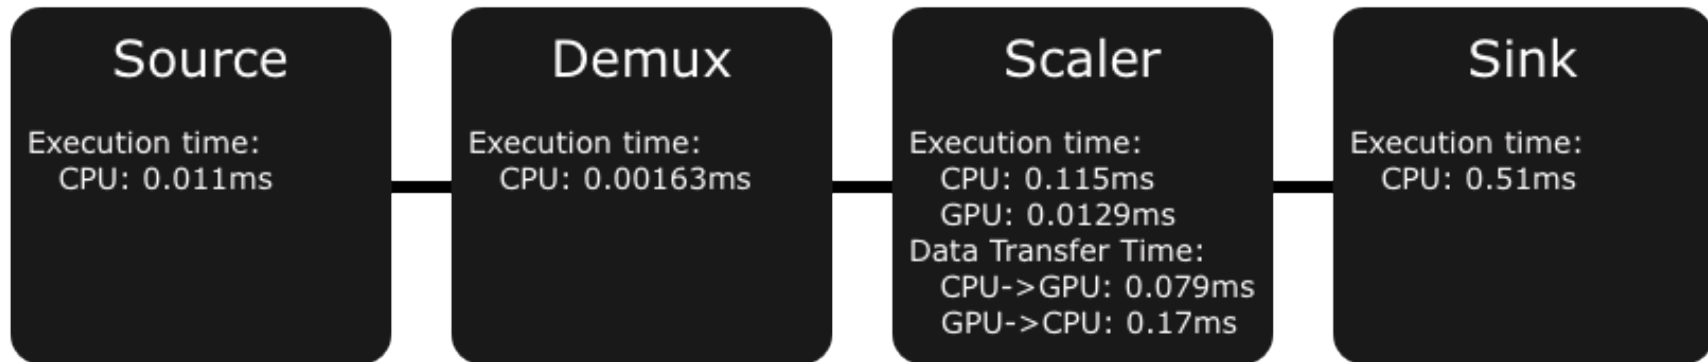 Source
Execution time:
CPU: 0.011ms
Demux
Execution time:
CPU: 0.00163ms
Scaler
Execution time:
CPU: 0.115ms
GPU: 0.0129ms
Data Transfer Time:
CPU->GPU: 0.079ms
GPU->CPU: 0.17ms
Sink
Execution time:
CPU: 0.51ms